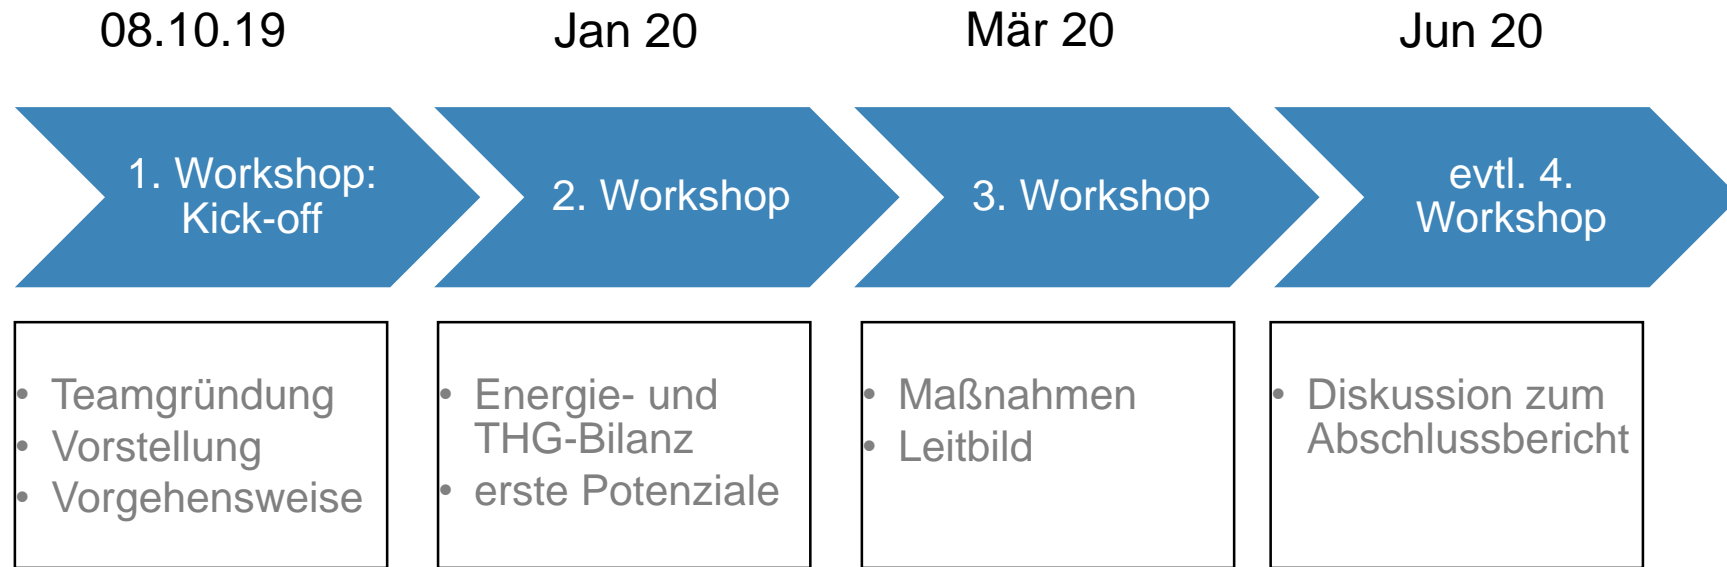 08.10.19
Jan 20
Mär 20
Jun 20
1. Workshop:
Kick-off
2. Workshop
3. Workshop
evtl. 4.
Workshop
• Teamgründung
• Vorstellung
• Vorgehensweise
• Energie- und
THG-Bilanz
• erste Potenziale
• Maßnahmen
• Leitbild
• Diskussion zum
Abschlussbericht